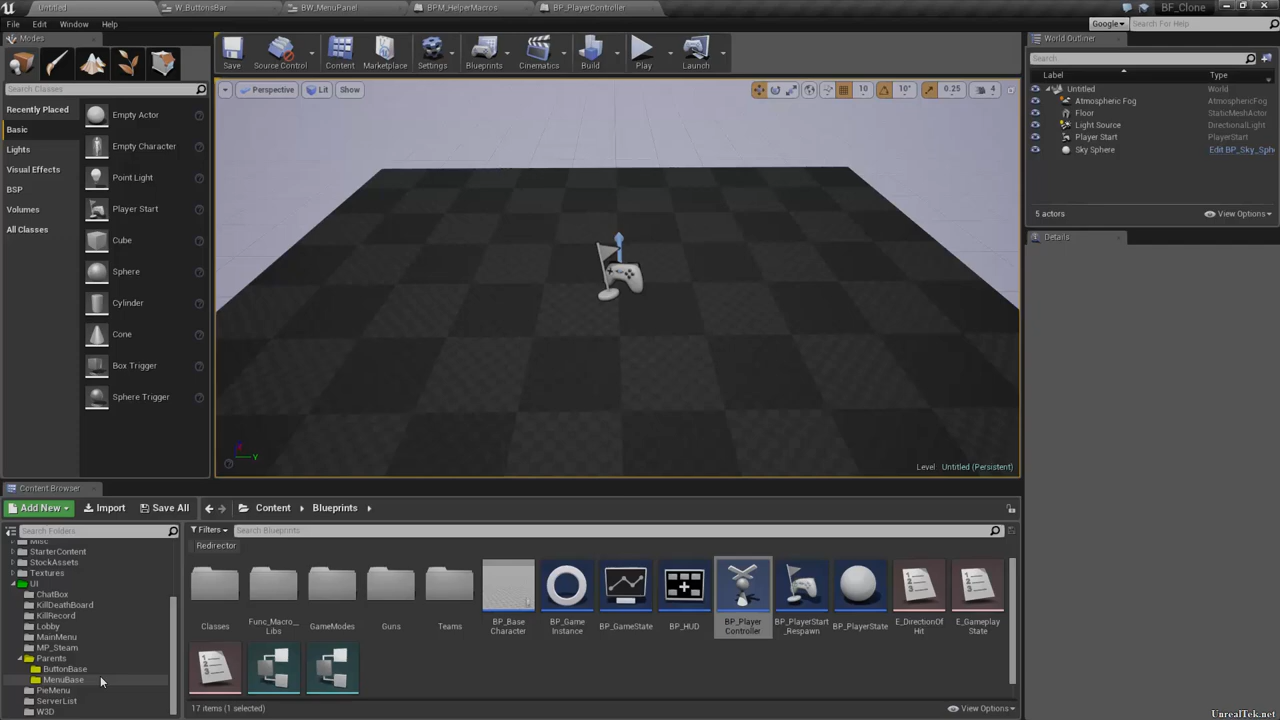 Untitled
W_ButtonsBar
BW_MenuPanel
BPM_HelperMacros
BP_PlayerController
BF_Clone
File
Edit
Window
Help
Google
Search For Help
Modes
Search Classes
Recently Placed
Basic
Lights
Visual Effects
BSP
Volumes
All Classes
Empty Actor
Empty Character
Point Light
Player Start
Cube
Sphere
Cylinder
Cone
Box Trigger
Sphere Trigger
Save
Source Control
Content
Marketplace
Settings
Blueprints
Cinematics
Build
Play
Launch
Perspective
Lit
Show
10
10°
0.25
4
Level Untitled (Persistent)
World Outliner
Search...
Label
Type
Untitled
World
Atmospheric Fog
AtmosphericFog
Floor
StaticMeshActor
Light Source
DirectionalLight
Player Start
PlayerStart
Sky Sphere
Edit BP_Sky_Sph
5 actors
View Options
Details
Content Browser
Add New
Import
Save All
Content
Blueprints
Search Folders
Filters
Search Blueprints
Redirector
Misc
StarterContent
StockAssets
Textures
UI
ChatBox
KillDeathBoard
KillRecord
Lobby
MainMenu
MP_Steam
Parents
ButtonBase
MenuBase
PieMenu
ServerList
W3D
Classes
Func_Macro_Libs
GameModes
Guns
Teams
BP_Base Character
BP_Game Instance
BP_GameState
BP_HUD
BP_Player Controller
BP_PlayerStart_Respawn
BP_PlayerState
E_DirectionOf Hit
E_Gameplay State
17 items (1 selected)
View Options
UnrealTek.net